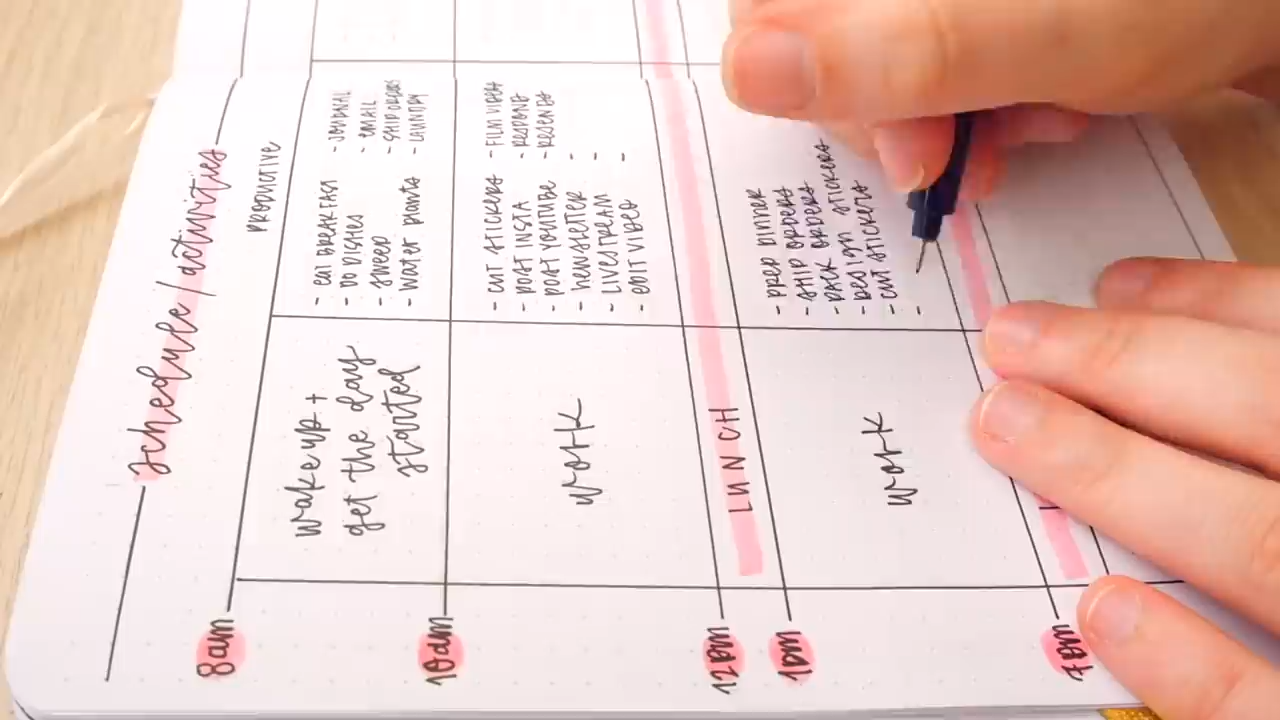 schedule / activities
PRODUCTIVE
8am
wake up +
get the day
started
- EAT BREAKFAST
- DO DISHES
- SWEEP
- WATER PLANTS
- JOURNAL
- EMAIL
- SHIP ORDERS
- LAUNDRY
10am
work
- CUT STICKERS
- POST INSTA
- POST YOUTUBE
- NEWSLETTER
- LIVESTREAM
- EDIT VIDEO
- FILM VIDEO
- RESPOND
- RESENDS
-
-
-
12pm
LUNCH
1pm
work
- PREP DINNER
- SHIP ORDERS
- PACK ORDERS
- DESIGN STICKERS
- CUT STICKERS
-
4pm